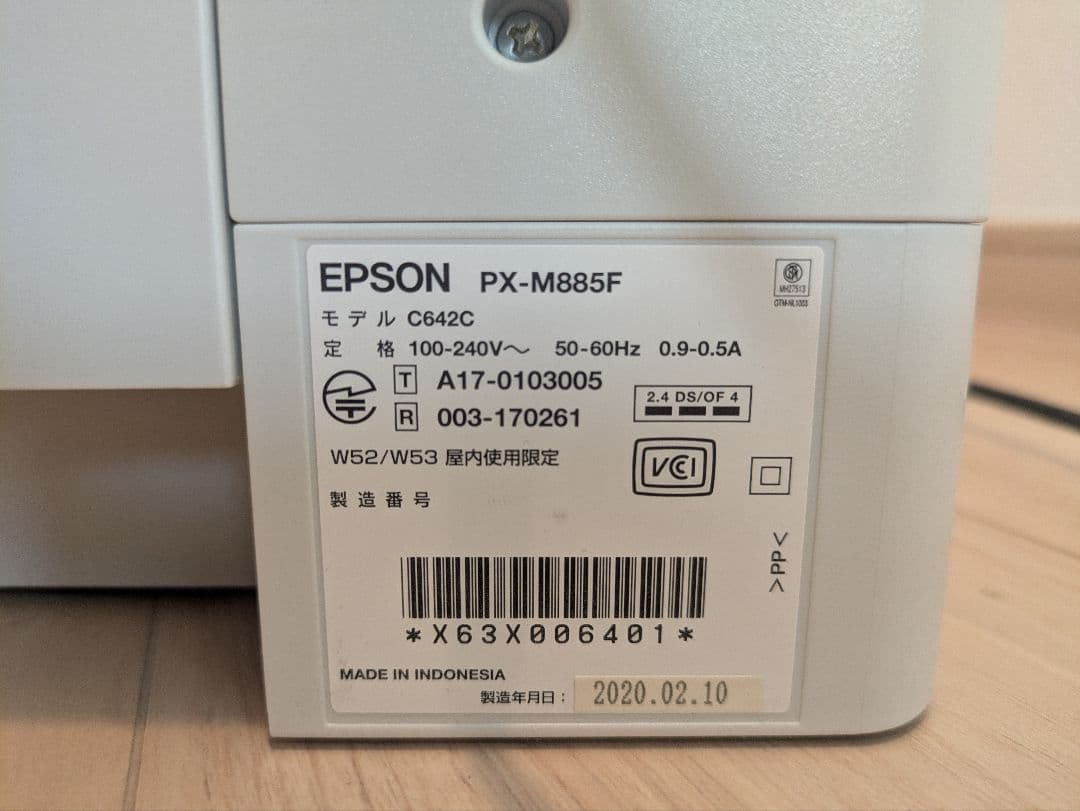 EPSON PX-M885F
モデル C642C
定 格 100-240V～ 50-60Hz 0.9-0.5A
T A17-0103005
R 003-170261
2.4 DS/OF 4
W52/W53 屋内使用限定
VCCI
製造番号
>PP<
*X63X006401*
MADE IN INDONESIA
製造年月日： 2020.02.10
MH27513